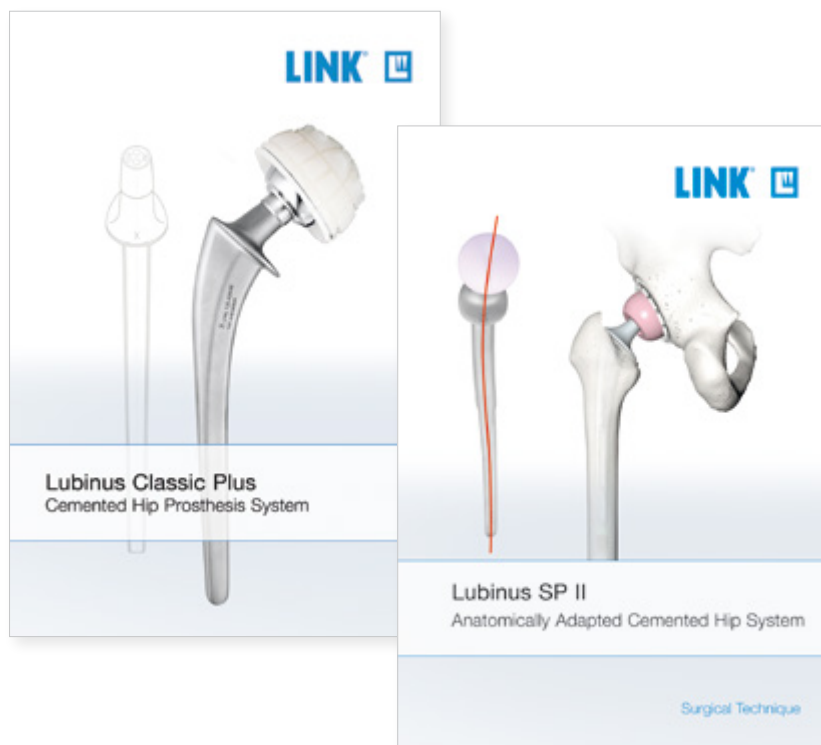 LINK
Lubinus Classic Plus
Cemented Hip Prosthesis System
LINK
Lubinus SP II
Anatomically Adapted Cemented Hip System
Surgical Technique